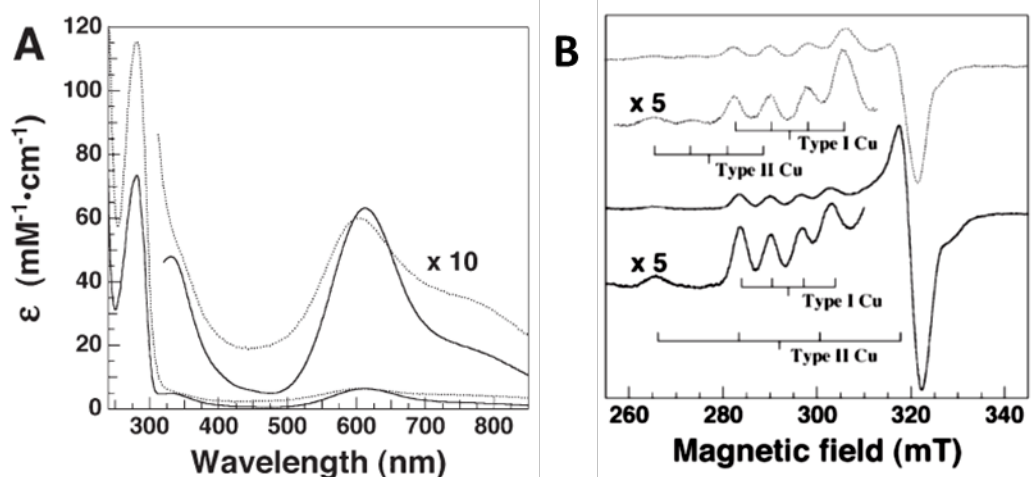 A
ε (mM⁻¹·cm⁻¹)
120
100
80
60
40
20
0
x 10
300 400 500 600 700 800
Wavelength (nm)
B
x 5
Type I Cu
Type II Cu
x 5
Type I Cu
Type II Cu
260 280 300 320 340
Magnetic field (mT)